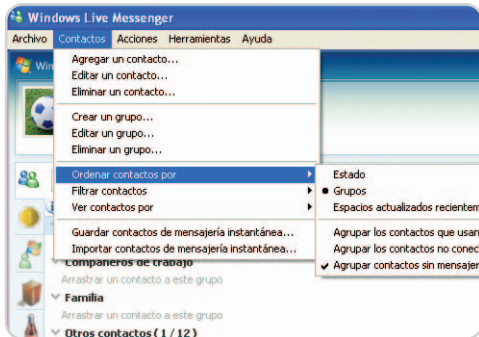 Windows Live Messenger
Archivo Contactos Acciones Herramientas Ayuda
Win
Agregar un contacto...
Editar un contacto...
Eliminar un contacto...
Crear un grupo...
Editar un grupo...
Eliminar un grupo...
Ordenar contactos por
Filtrar contactos
Ver contactos por
Guardar contactos de mensajería instantánea...
Importar contactos de mensajería instantánea...
Estado
Grupos
Espacios actualizados recientem
Agrupar los contactos que usan
Agrupar los contactos no conec
Agrupar contactos sin mensajer
Compañeros de trabajo
Arrastrar un contacto a este grupo
Familia
Arrastrar un contacto a este grupo
Otros contactos (1 / 12)